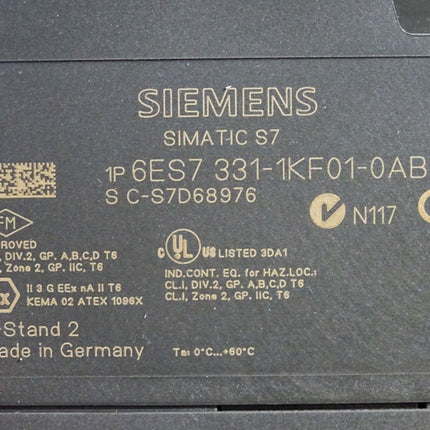 SIEMENS
SIMATIC S7
1P 6ES7 331-1KF01-0AB
S C-S7D68976
N117
FM
C UL US LISTED 3DA1
IND.CONT. EQ. for HAZ.LOC.:
CL.I, DIV.2, GP. A,B,C,D T6
CL.I, Zone 2, GP. IIC, T6
DIV.2, GP. A,B,C,D T6
Zone 2, GP. IIC, T6
II 3 G EEx nA II T6
KEMA 02 ATEX 1096X
-Stand 2
Made in Germany
Ta: 0°C...+60°C